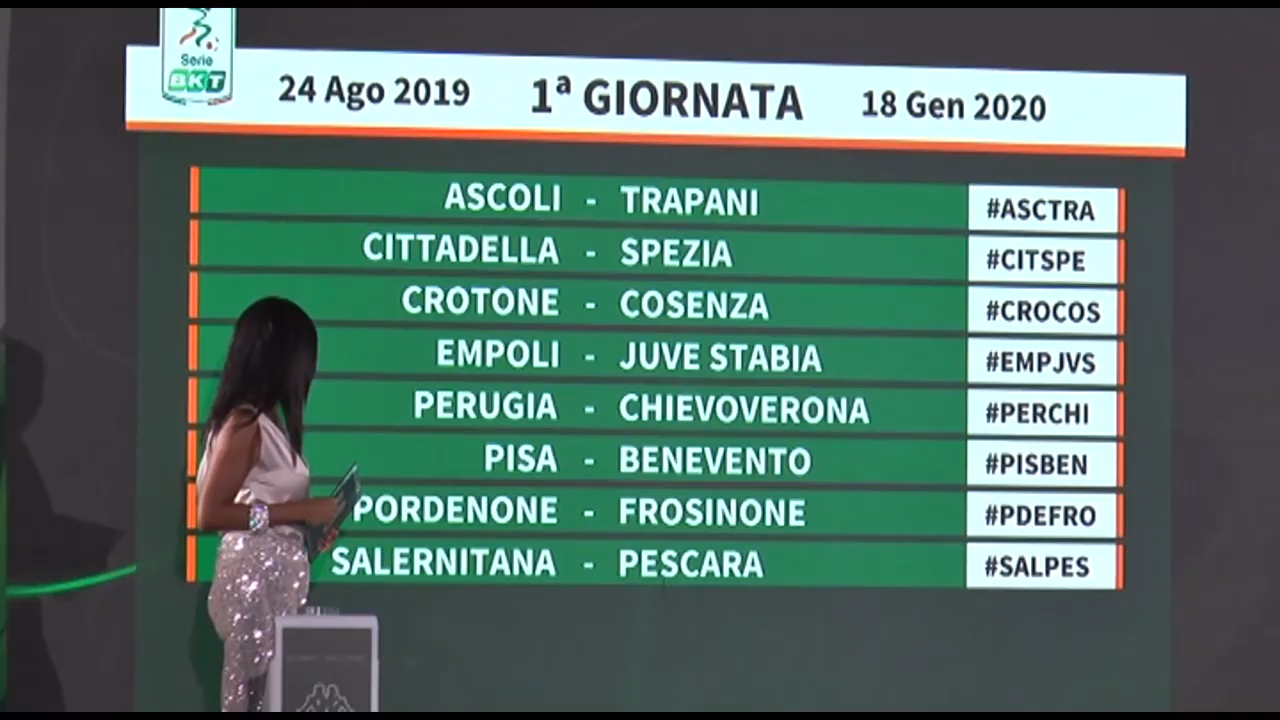 Serie
BKT
24 Ago 2019 1ª GIORNATA 18 Gen 2020
ASCOLI - TRAPANI #ASCTRA
CITTADELLA - SPEZIA #CITSPE
CROTONE - COSENZA #CROCOS
EMPOLI - JUVE STABIA #EMPJVS
PERUGIA - CHIEVOVERONA #PERCHI
PISA - BENEVENTO #PISBEN
PORDENONE - FROSINONE #PDEFRO
SALERNITANA - PESCARA #SALPES